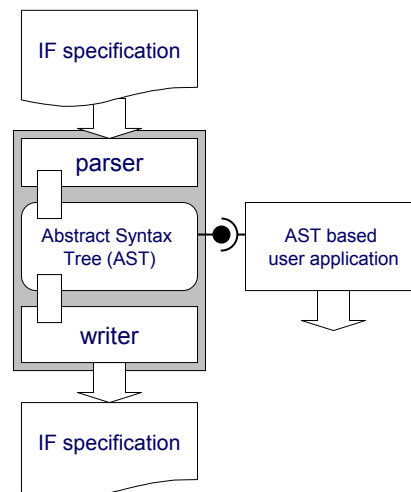 IF specification
parser
Abstract Syntax
Tree (AST)
AST based
user application
writer
IF specification